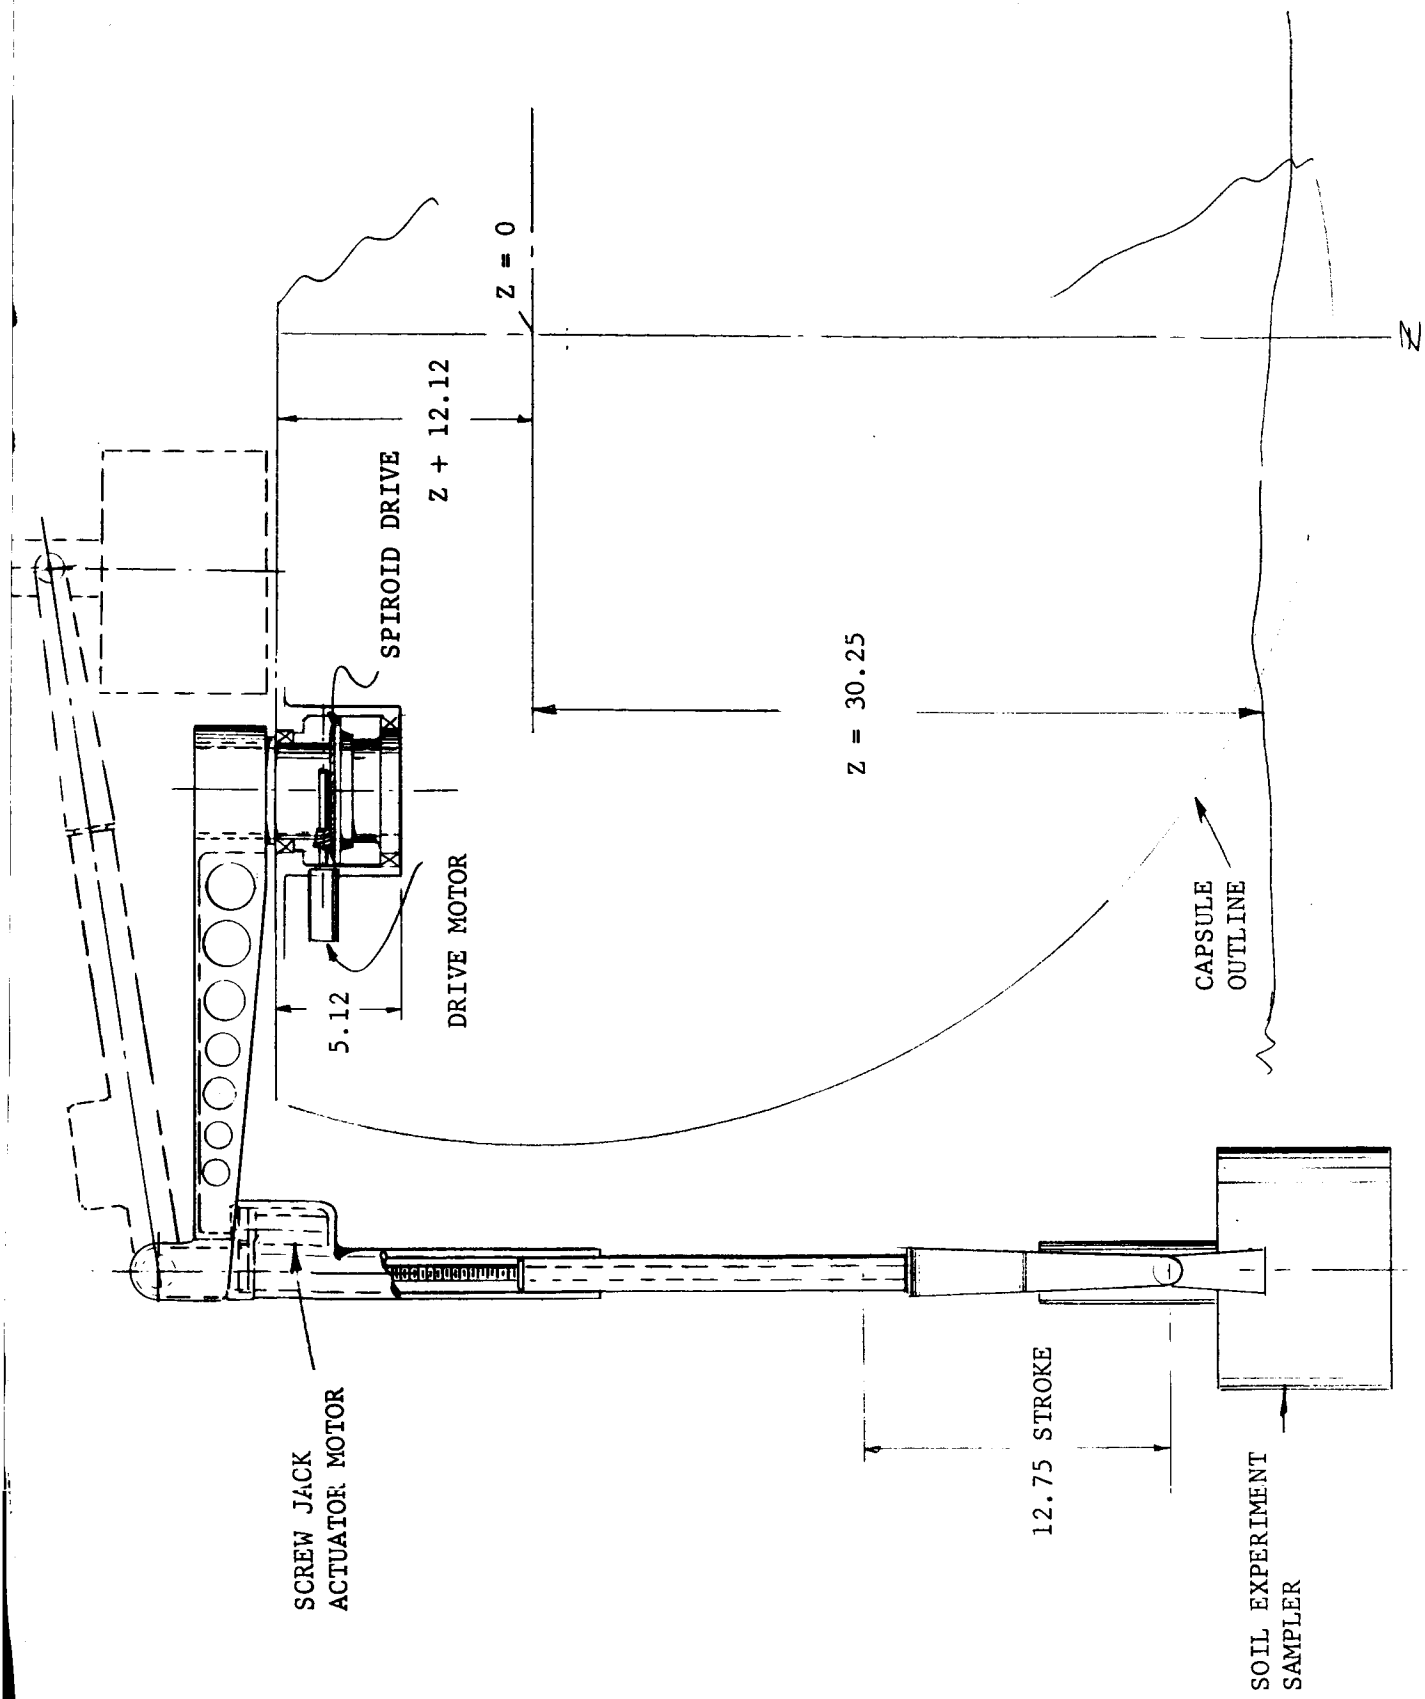 Z = 0
Z + 12.12
SPIROID DRIVE
Z = 30.25
DRIVE MOTOR
5.12
CAPSULE
OUTLINE
SCREW JACK
ACTUATOR MOTOR
12.75 STROKE
SOIL EXPERIMENT
SAMPLER
Z